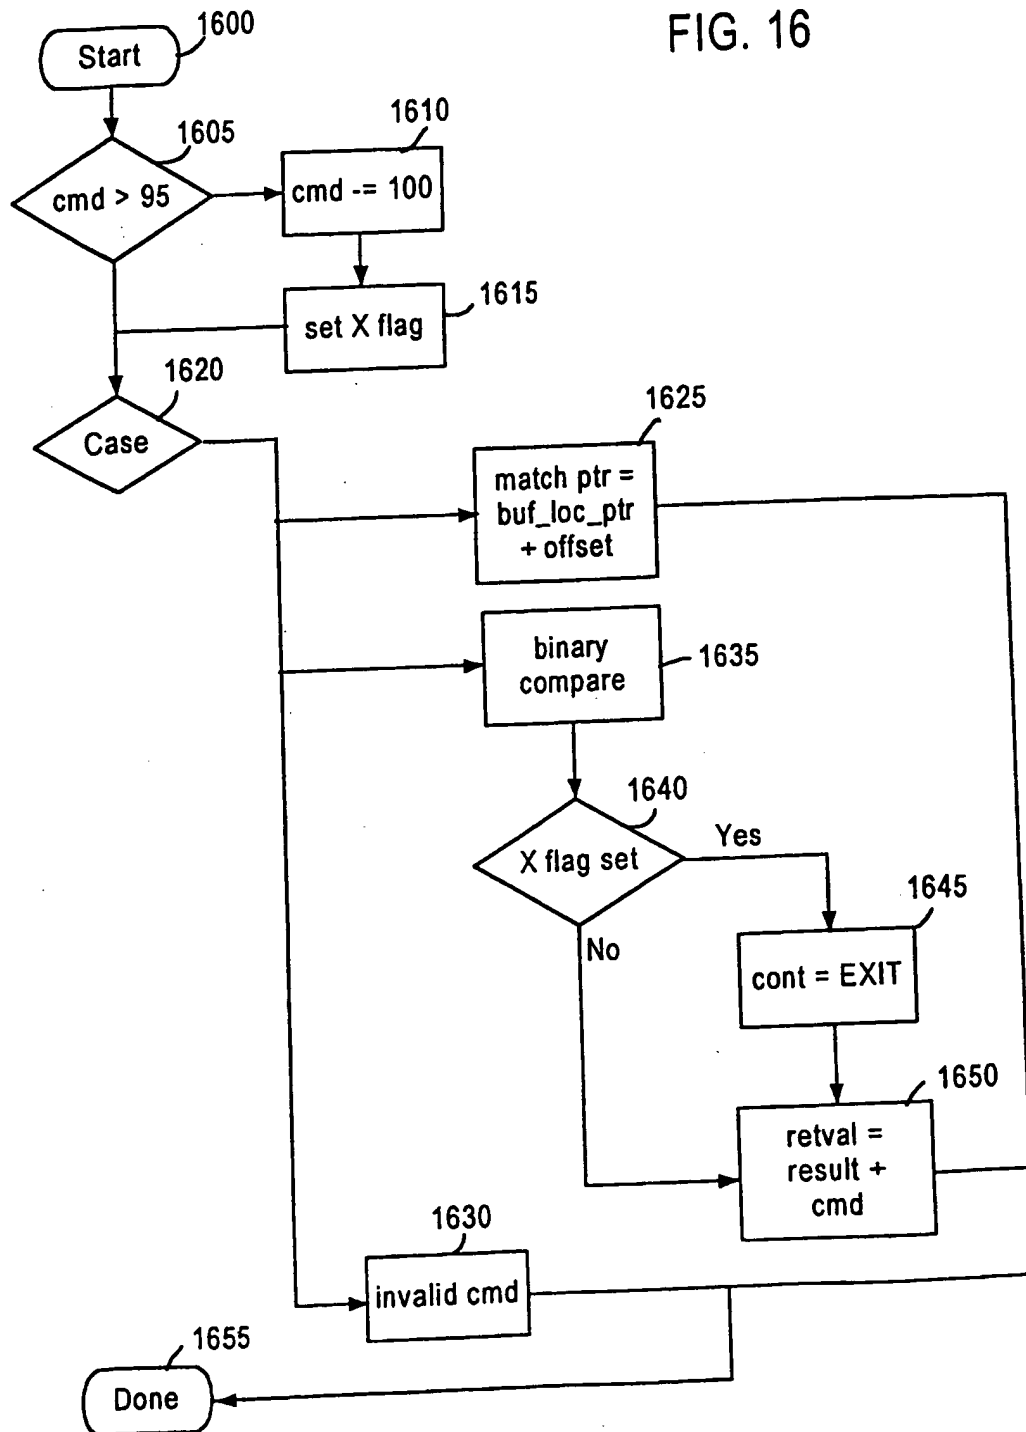 FIG. 16
1600
Start
1605
cmd > 95
1610
cmd -= 100
1615
set X flag
1620
Case
1625
match ptr =
buf_loc_ptr
+ offset
binary
compare
1635
1640
X flag set
Yes
No
1645
cont = EXIT
1650
retval =
result +
cmd
1630
invalid cmd
1655
Done